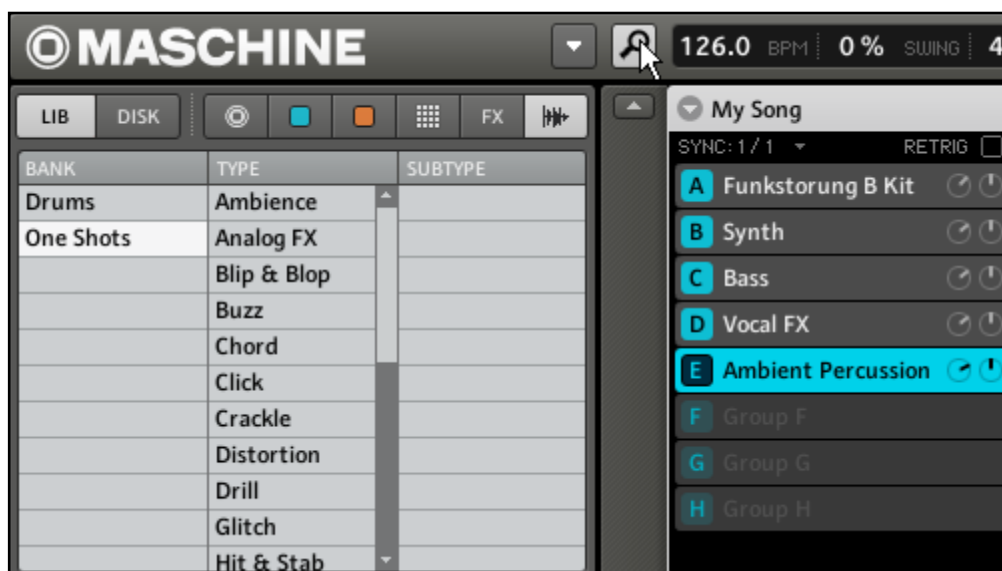 MASCHINE
126.0 BPM 0% SWING 4
LIB DISK FX
BANK TYPE SUBTYPE
Drums Ambience
One Shots Analog FX
Blip & Blop
Buzz
Chord
Click
Crackle
Distortion
Drill
Glitch
Hit & Stab
My Song
SYNC: 1 / 1 RETRIG
A Funkstorung B Kit
B Synth
C Bass
D Vocal FX
E Ambient Percussion
F Group F
G Group G
H Group H